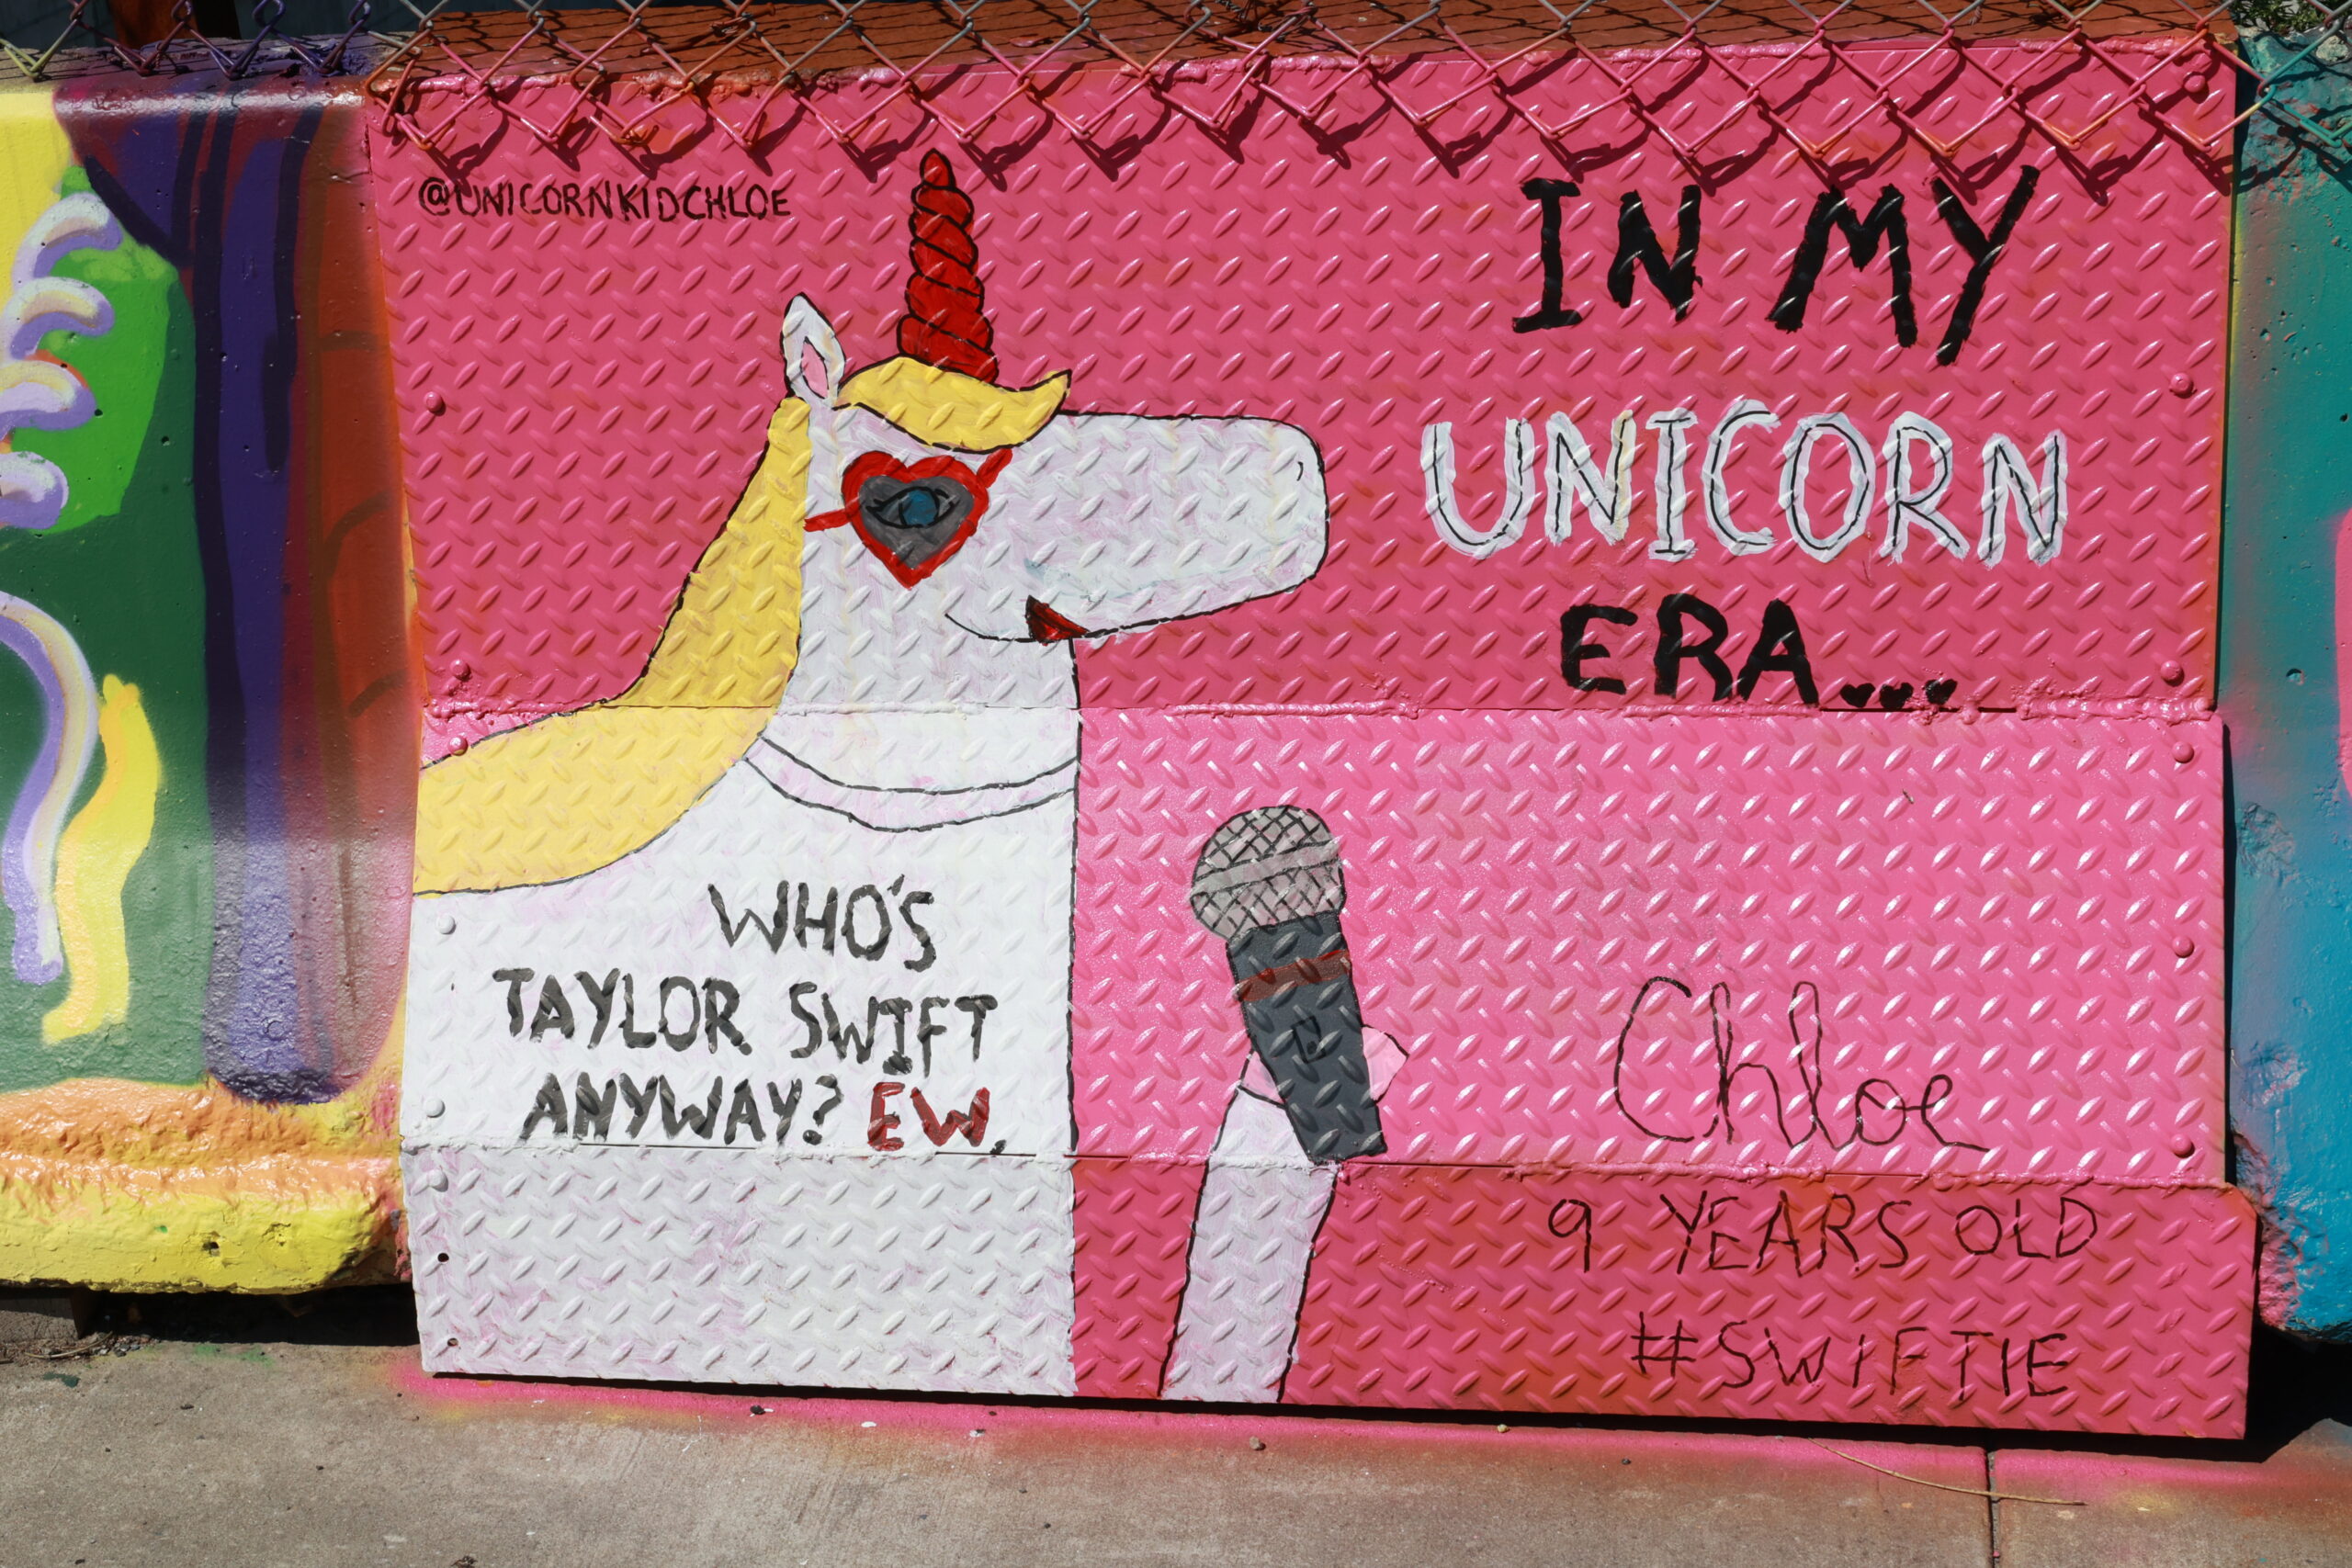 @UNICORNKIDCHLOE
IN MY
UNICORN
ERA...
WHO'S
TAYLOR SWIFT
ANYWAY? EW.
Chloe
9 YEARS OLD
#SWIFTIE